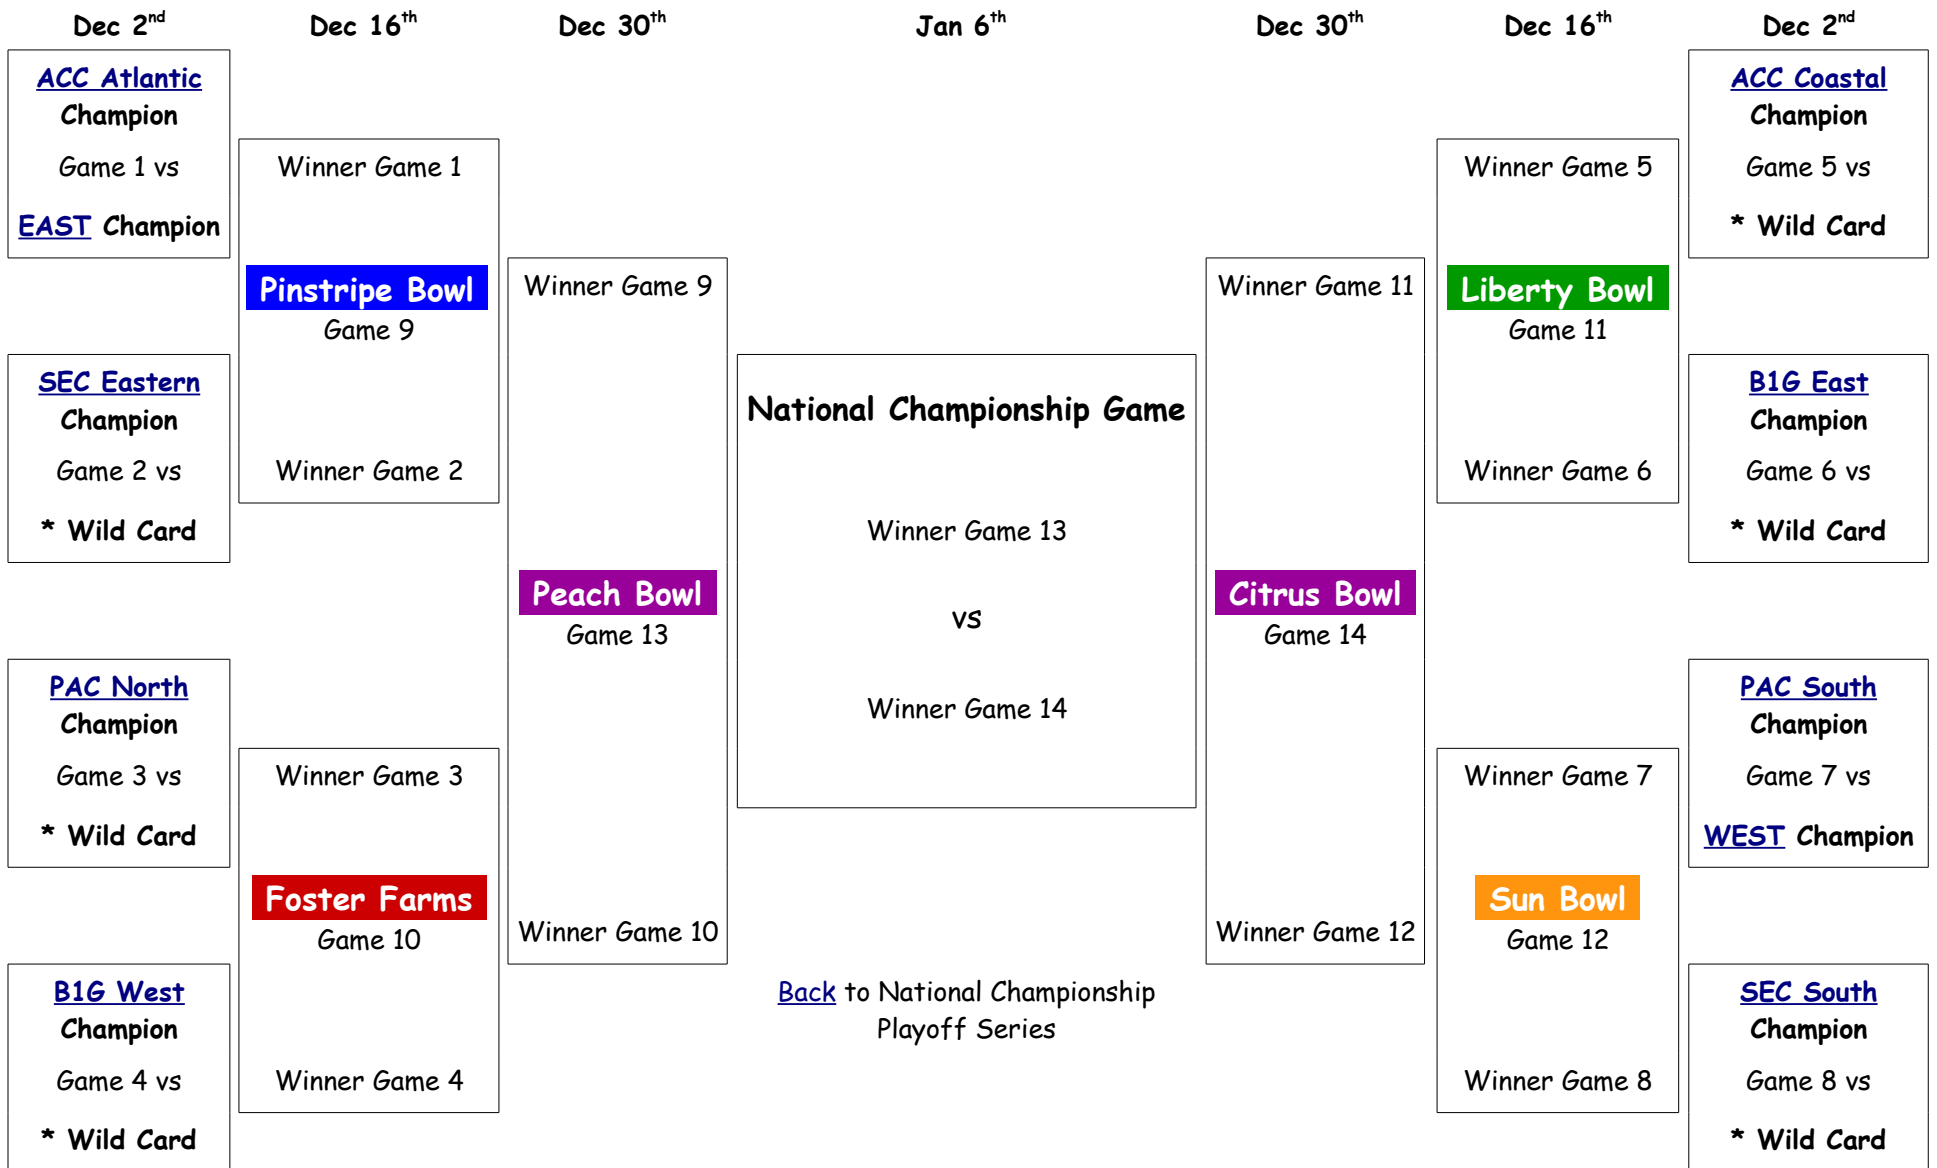 Dec 2nd
Dec 16th
Dec 30th
Jan 6th
Dec 30th
Dec 16th
Dec 2nd
ACC Atlantic
Champion
Game 1 vs
EAST Champion
SEC Eastern
Champion
Game 2 vs
* Wild Card
PAC North
Champion
Game 3 vs
* Wild Card
B1G West
Champion
Game 4 vs
* Wild Card
Winner Game 1
Pinstripe Bowl
Game 9
Winner Game 2
Winner Game 3
Foster Farms
Game 10
Winner Game 4
Winner Game 9
Peach Bowl
Game 13
Winner Game 10
National Championship Game
Winner Game 13
vs
Winner Game 14
Back to National Championship
Playoff Series
Winner Game 11
Citrus Bowl
Game 14
Winner Game 12
Winner Game 5
Liberty Bowl
Game 11
Winner Game 6
Winner Game 7
Sun Bowl
Game 12
Winner Game 8
ACC Coastal
Champion
Game 5 vs
* Wild Card
B1G East
Champion
Game 6 vs
* Wild Card
PAC South
Champion
Game 7 vs
WEST Champion
SEC South
Champion
Game 8 vs
* Wild Card